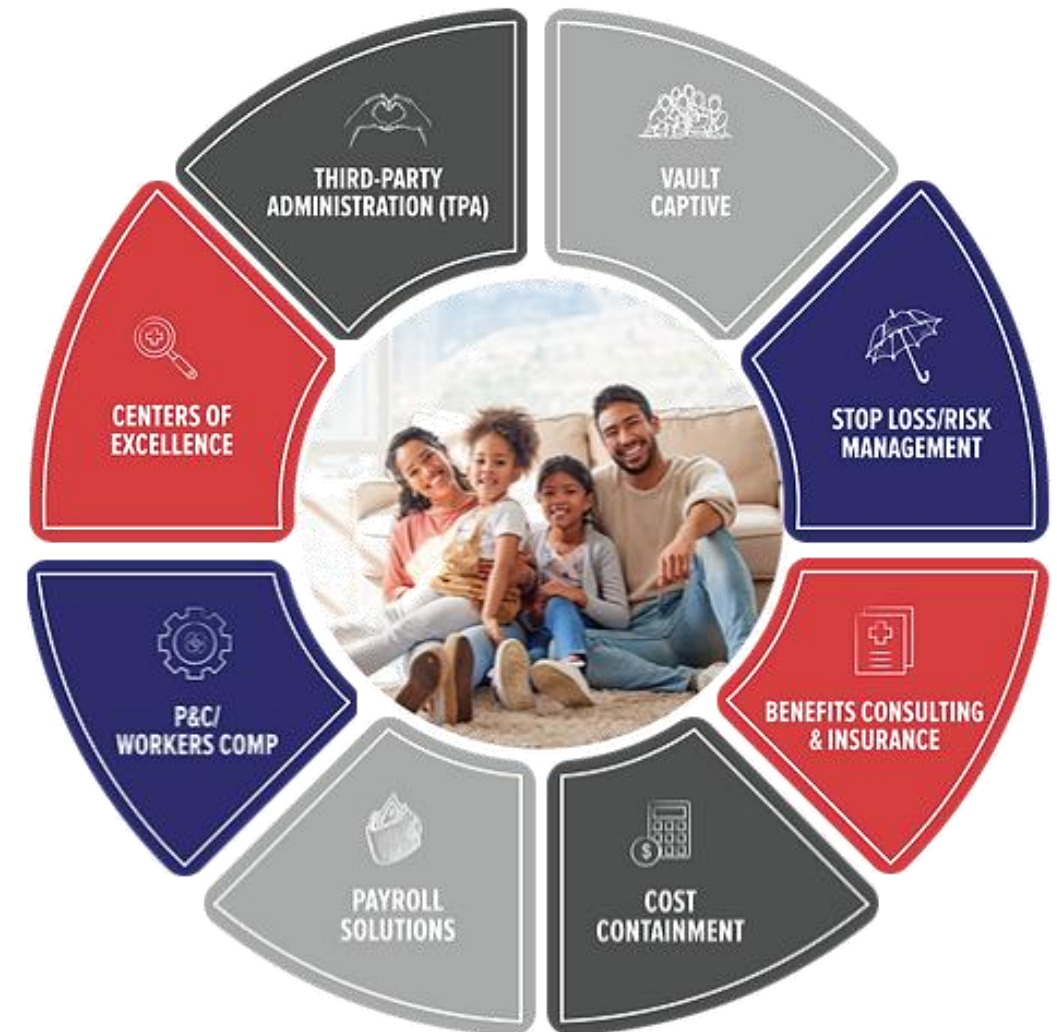 THIRD-PARTY
ADMINISTRATION (TPA)
VAULT
CAPTIVE
STOP LOSS/RISK
MANAGEMENT
BENEFITS CONSULTING
& INSURANCE
$
COST
CONTAINMENT
PAYROLL
SOLUTIONS
P&C/
WORKERS COMP
CENTERS OF
EXCELLENCE